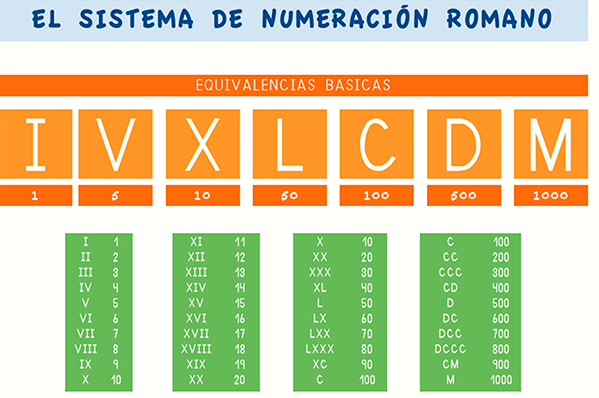 EL SISTEMA DE NUMERACIÓN ROMANO
EQUIVALENCIAS BASICAS
I V X L C D M
1 5 10 50 100 500 1000
I 1
II 2
III 3
IV 4
V 5
VI 6
VII 7
VIII 8
IX 9
X 10
XI 11
XII 12
XIII 13
XIV 14
XV 15
XVI 16
XVII 17
XVIII 18
XIX 19
XX 20
X 10
XX 20
XXX 30
XL 40
L 50
LX 60
LXX 70
LXXX 80
XC 90
C 100
C 100
CC 200
CCC 300
CD 400
D 500
DC 600
DCC 700
DCCC 800
CM 900
M 1000